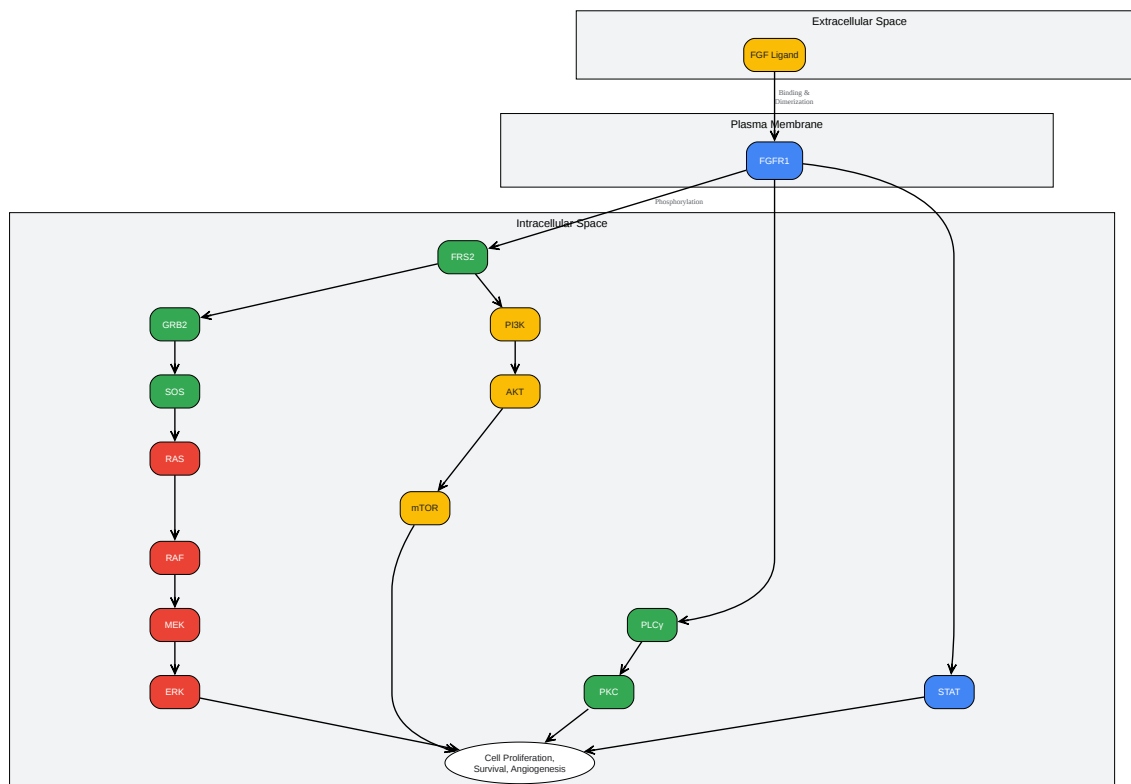 Extracellular Space
FGF Ligand
Binding &
Dimerization
Plasma Membrane
FGFR1
Phosphorylation
Intracellular Space
FRS2
GRB2
PI3K
SOS
AKT
RAS
mTOR
RAF
MEK
PLCγ
ERK
PKC
STAT
Cell Proliferation,
Survival, Angiogenesis